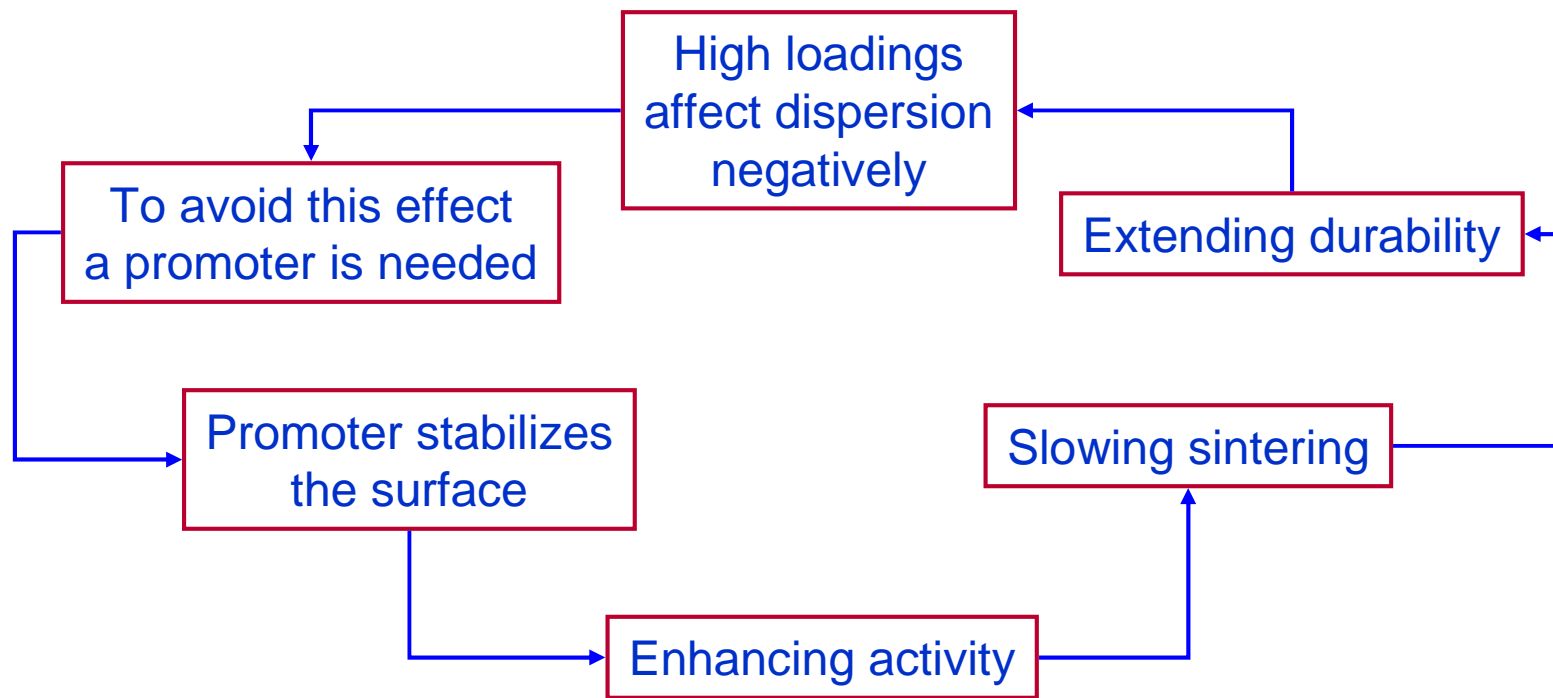 High loadings
affect dispersion
negatively
To avoid this effect
a promoter is needed
Extending durability
Promoter stabilizes
the surface
Slowing sintering
Enhancing activity